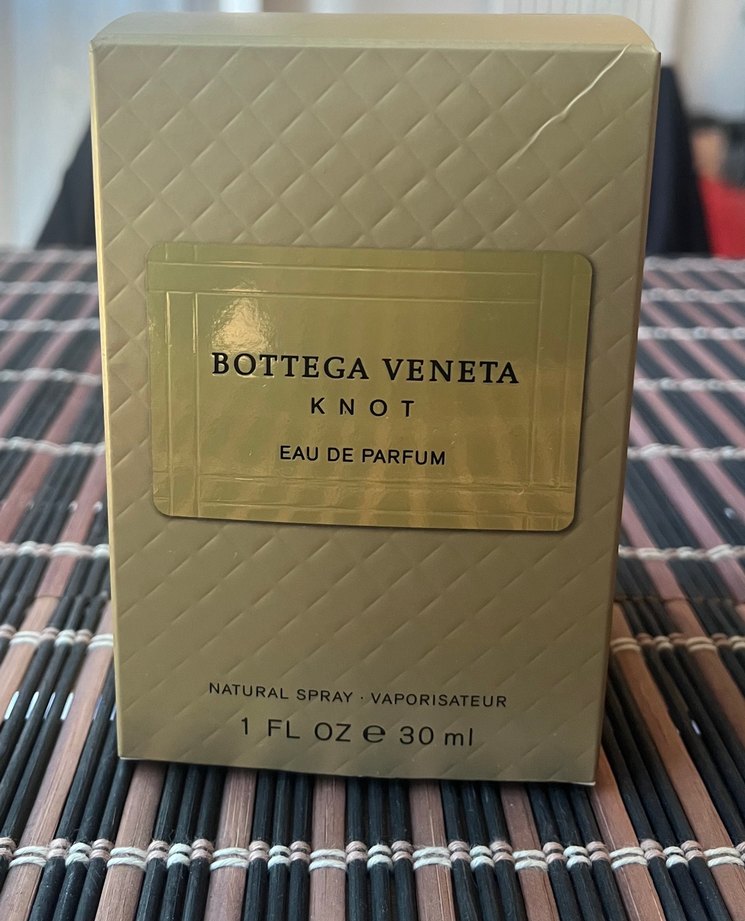 BOTTEGA VENETA
KNOT
EAU DE PARFUM
NATURAL SPRAY · VAPORISATEUR
1 FL OZ ℮ 30 ml